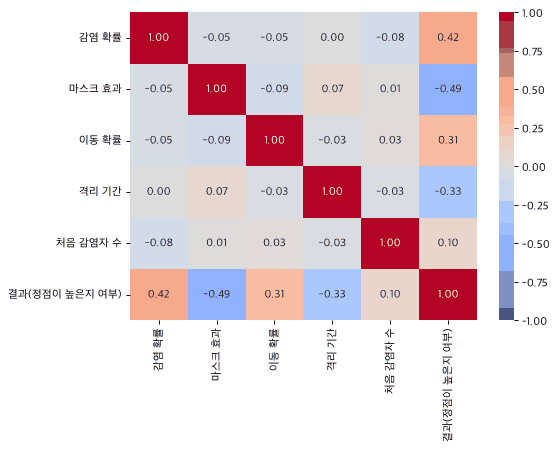 감염 확률 1.00 -0.05 -0.05 0.00 -0.08 0.42
마스크 효과 -0.05 1.00 -0.09 0.07 0.01 -0.49
이동 확률 -0.05 -0.09 1.00 -0.03 0.03 0.31
격리 기간 0.00 0.07 -0.03 1.00 -0.03 -0.33
처음 감염자 수 -0.08 0.01 0.03 -0.03 1.00 0.10
결과(정점이 높은지 여부) 0.42 -0.49 0.31 -0.33 0.10 1.00
감염 확률
마스크 효과
이동 확률
격리 기간
처음 감염자 수
결과(정점이 높은지 여부)
1.00
0.75
0.50
0.25
0.00
-0.25
-0.50
-0.75
-1.00